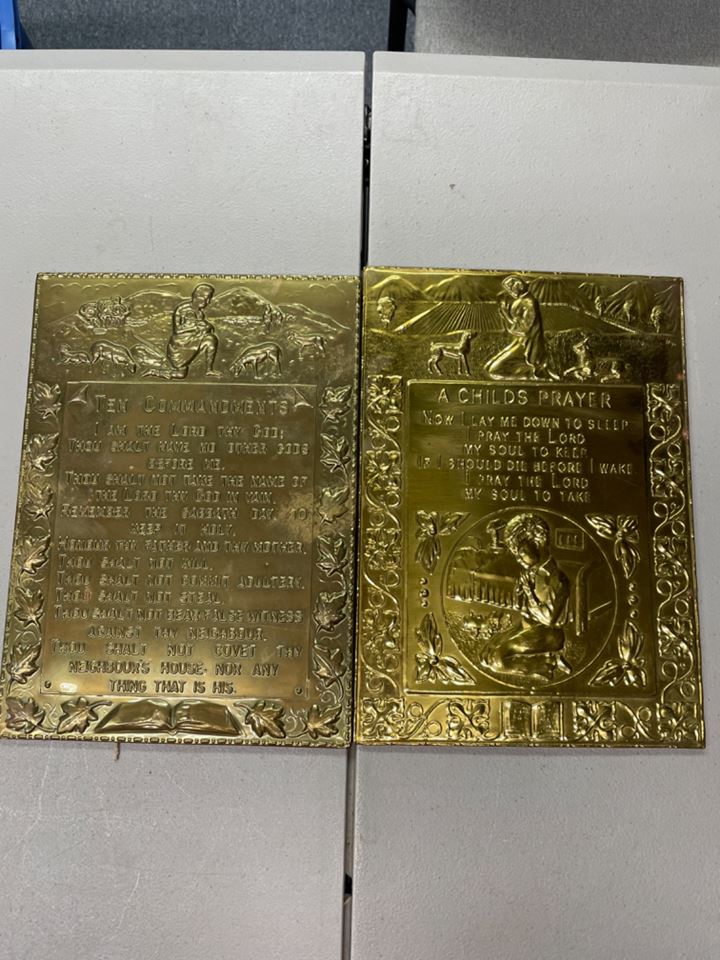 TEN COMMANDMENTS
I AM THE LORD THY GOD;
THOU SHALT HAVE NO OTHER GODS
BEFORE ME.
THOU SHALT NOT TAKE THE NAME OF
THE LORD THY GOD IN VAIN.
REMEMBER THE SABBATH DAY TO
KEEP IT HOLY.
HONOUR THY FATHER AND THY MOTHER.
THOU SHALT NOT KILL.
THOU SHALT NOT COMMIT ADULTERY.
THOU SHALT NOT STEAL.
THOU SHALT NOT BEAR FALSE WITNESS
AGAINST THY NEIGHBOUR.
THOU SHALT NOT COVET THY
NEIGHBOUR'S HOUSE, NOR ANY
THING THAT IS HIS.
A CHILDS PRAYER
NOW I LAY ME DOWN TO SLEEP
I PRAY THE LORD
MY SOUL TO KEEP
IF I SHOULD DIE BEFORE I WAKE
I PRAY THE LORD
MY SOUL TO TAKE